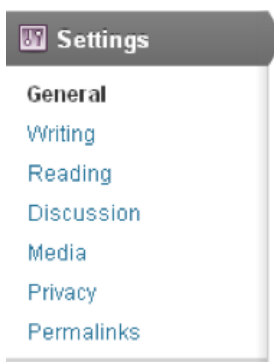 Settings
General
Writing
Reading
Discussion
Media
Privacy
Permalinks